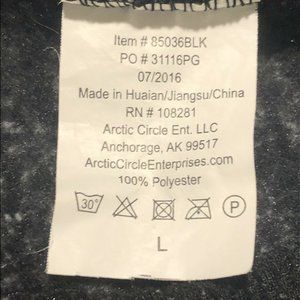 Item # 85036BLK
PO # 31116PG
07/2016
Made in Huaian/Jiangsu/China
RN # 108281
Arctic Circle Ent. LLC
Anchorage, AK 99517
ArcticCircleEnterprises.com
100% Polyester
30° P
L